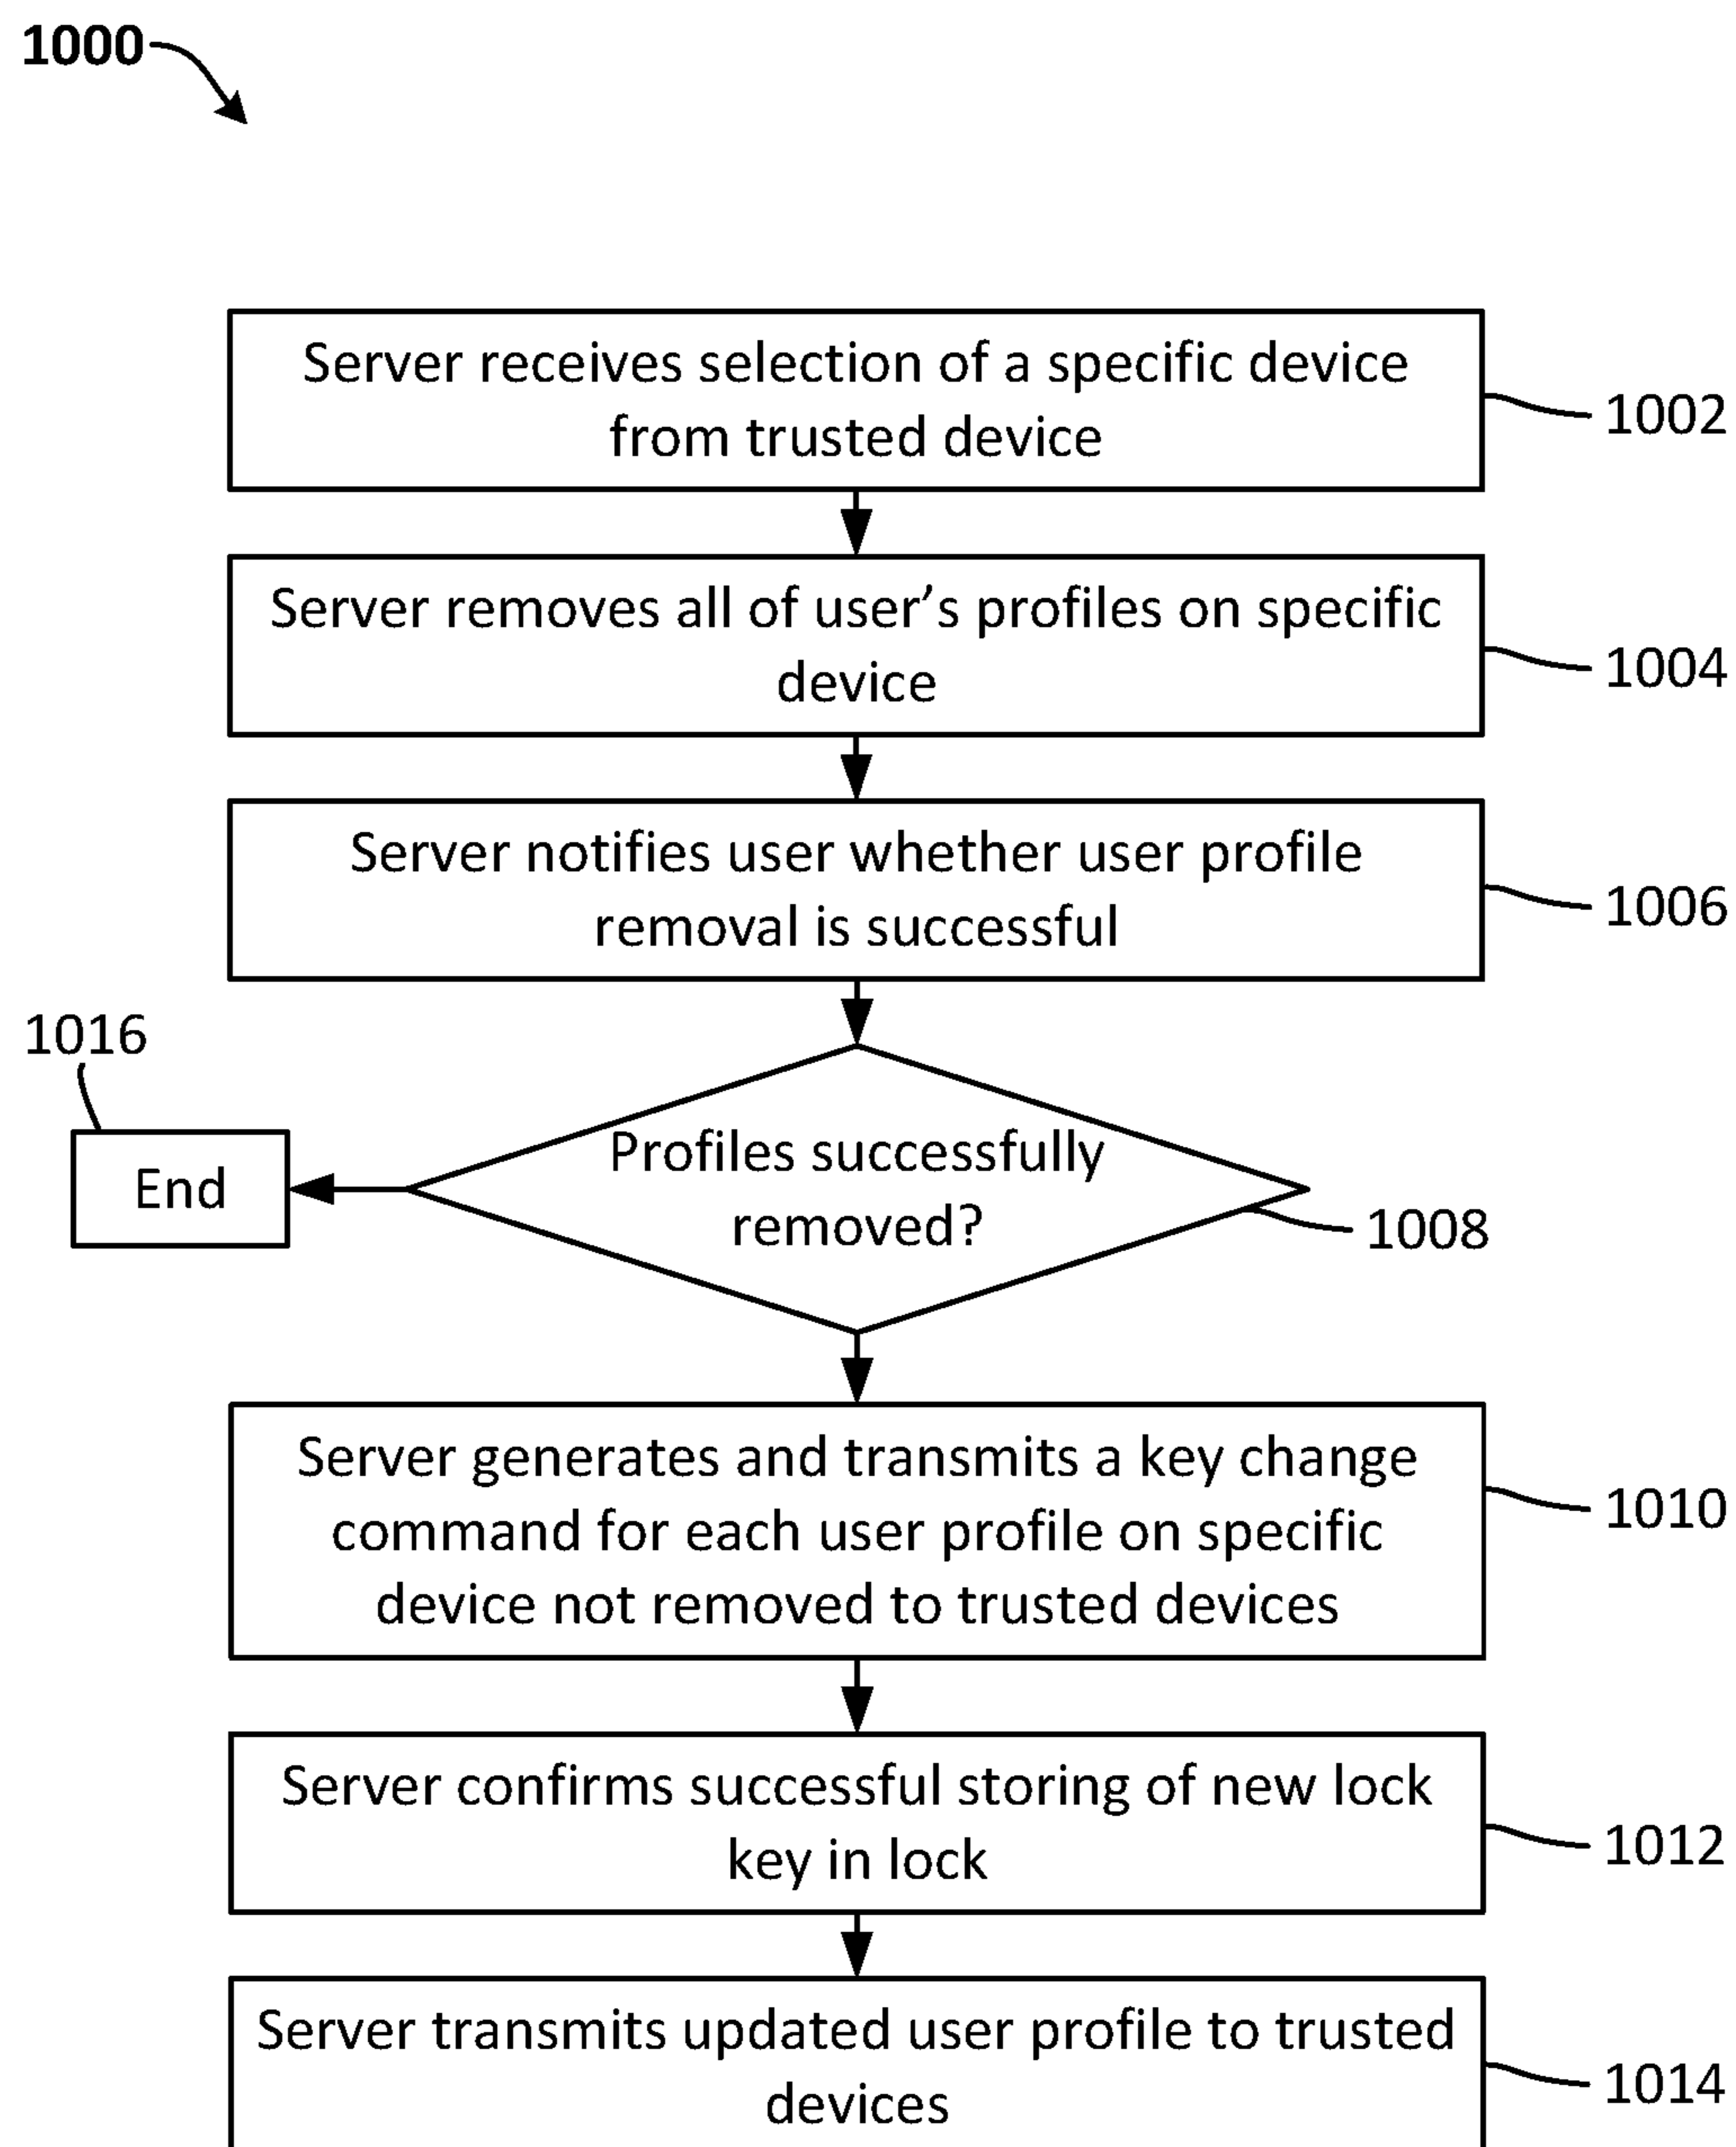 1000
Server receives selection of a specific device
from trusted device
1002
Server removes all of user’s profiles on specific
device
1004
Server notifies user whether user profile
removal is successful
1006
1016
End
Profiles successfully
removed?
1008
Server generates and transmits a key change
command for each user profile on specific
device not removed to trusted devices
1010
Server confirms successful storing of new lock
key in lock
1012
Server transmits updated user profile to trusted
devices
1014